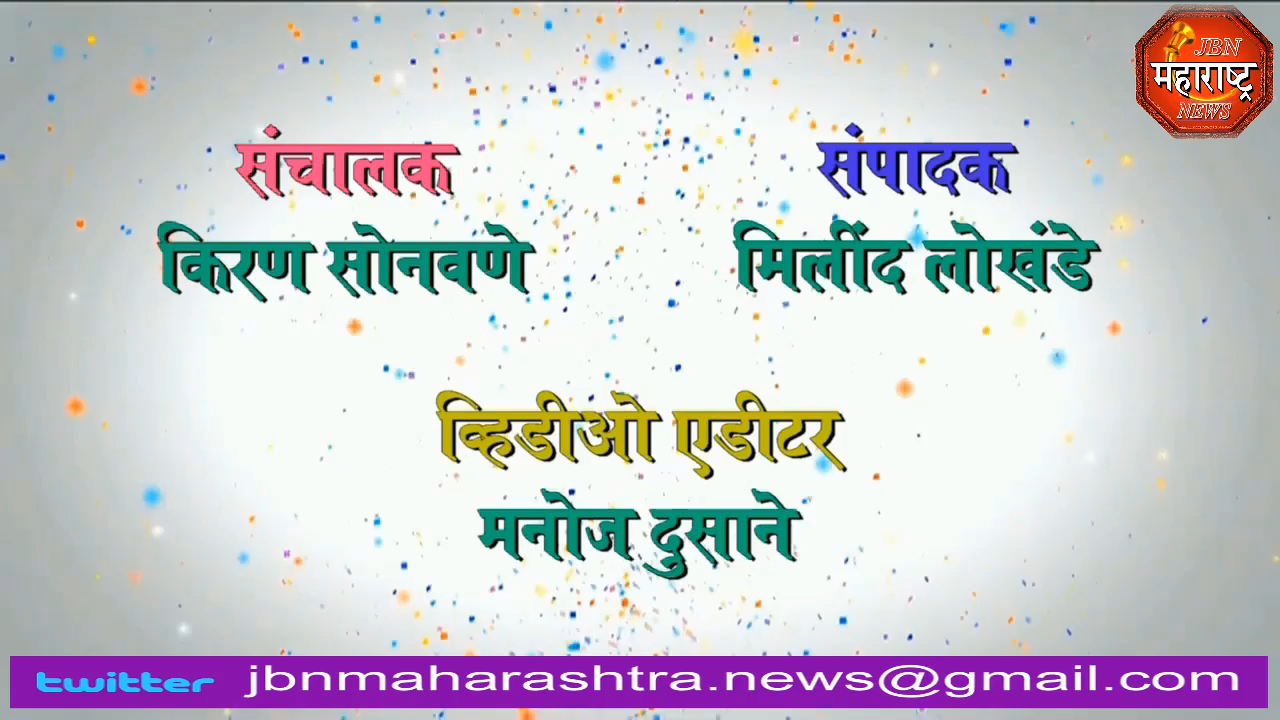 JBN
महाराष्ट्र
NEWS
संचालक
किरण सोनवणे
संपादक
मिलींद लोखंडे
व्हिडीओ एडीटर
मनोज दुसाने
twitter jbnmaharashtra.news@gmail.com